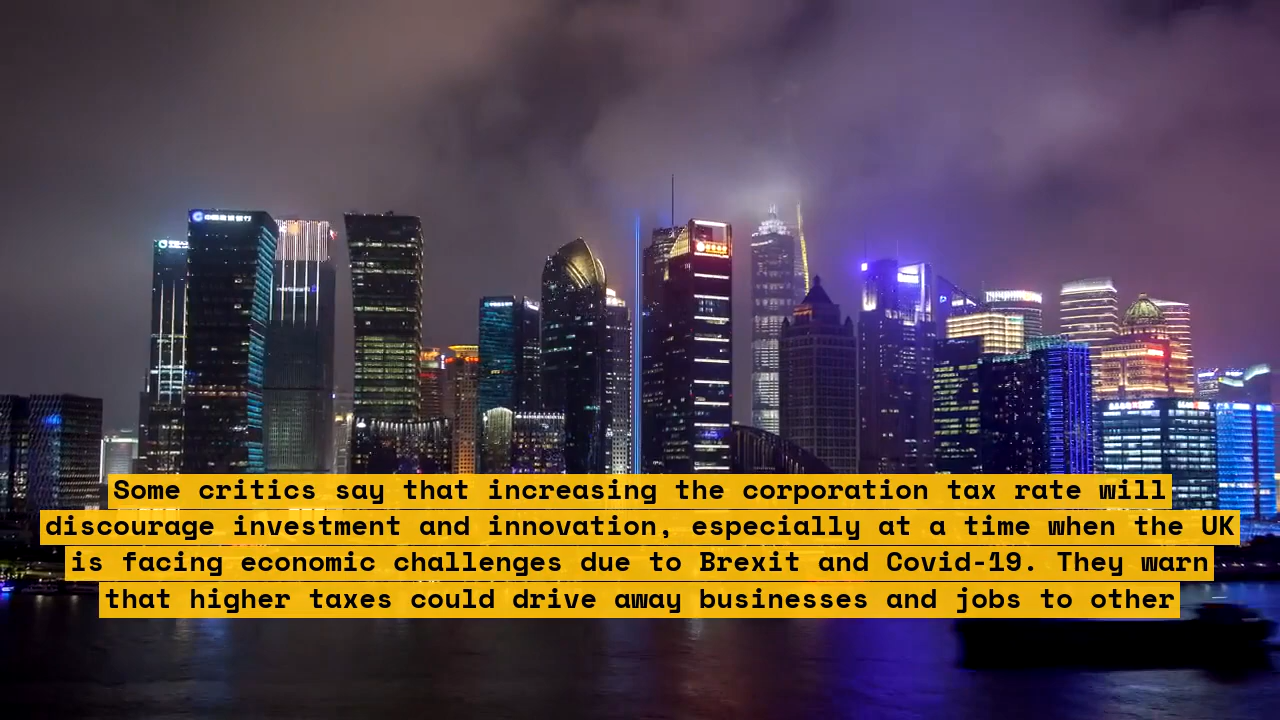 Some critics say that increasing the corporation tax rate will
discourage investment and innovation, especially at a time when the UK
is facing economic challenges due to Brexit and Covid-19. They warn
that higher taxes could drive away businesses and jobs to other